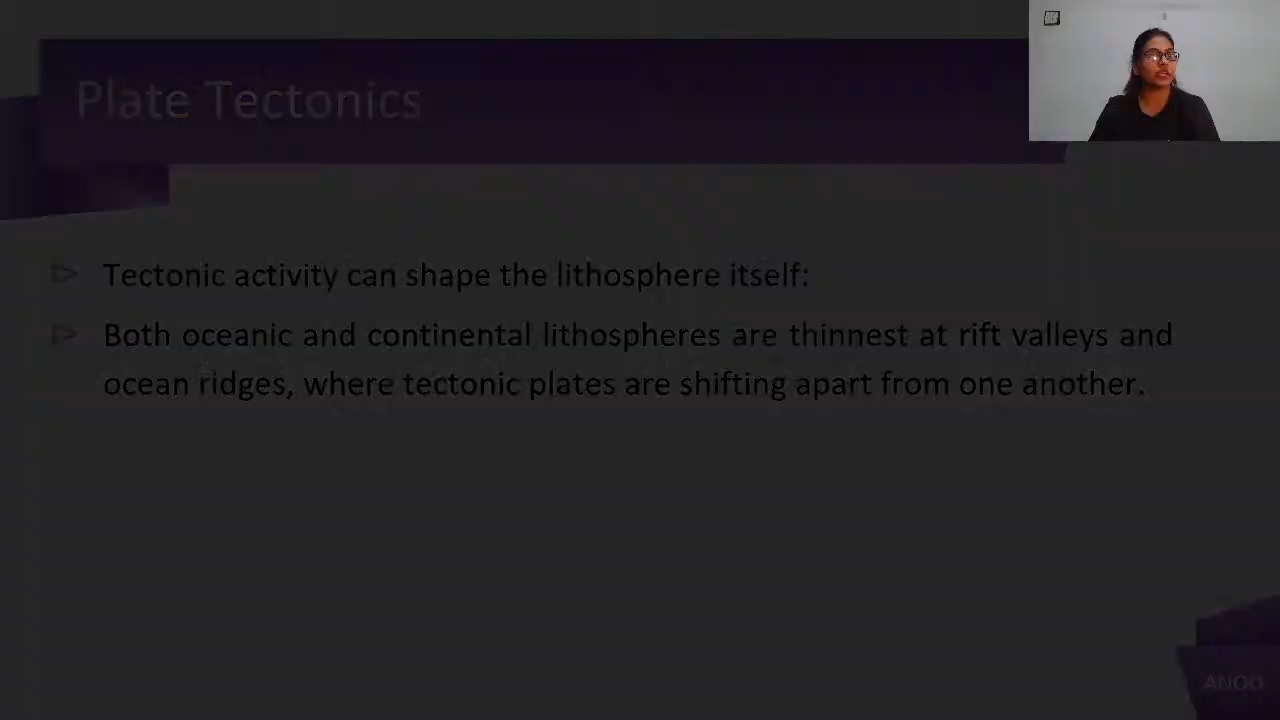 Plate Tectonics
Tectonic activity can shape the lithosphere itself:
Both oceanic and continental lithospheres are thinnest at rift valleys and
ocean ridges, where tectonic plates are shifting apart from one another.
ANOO